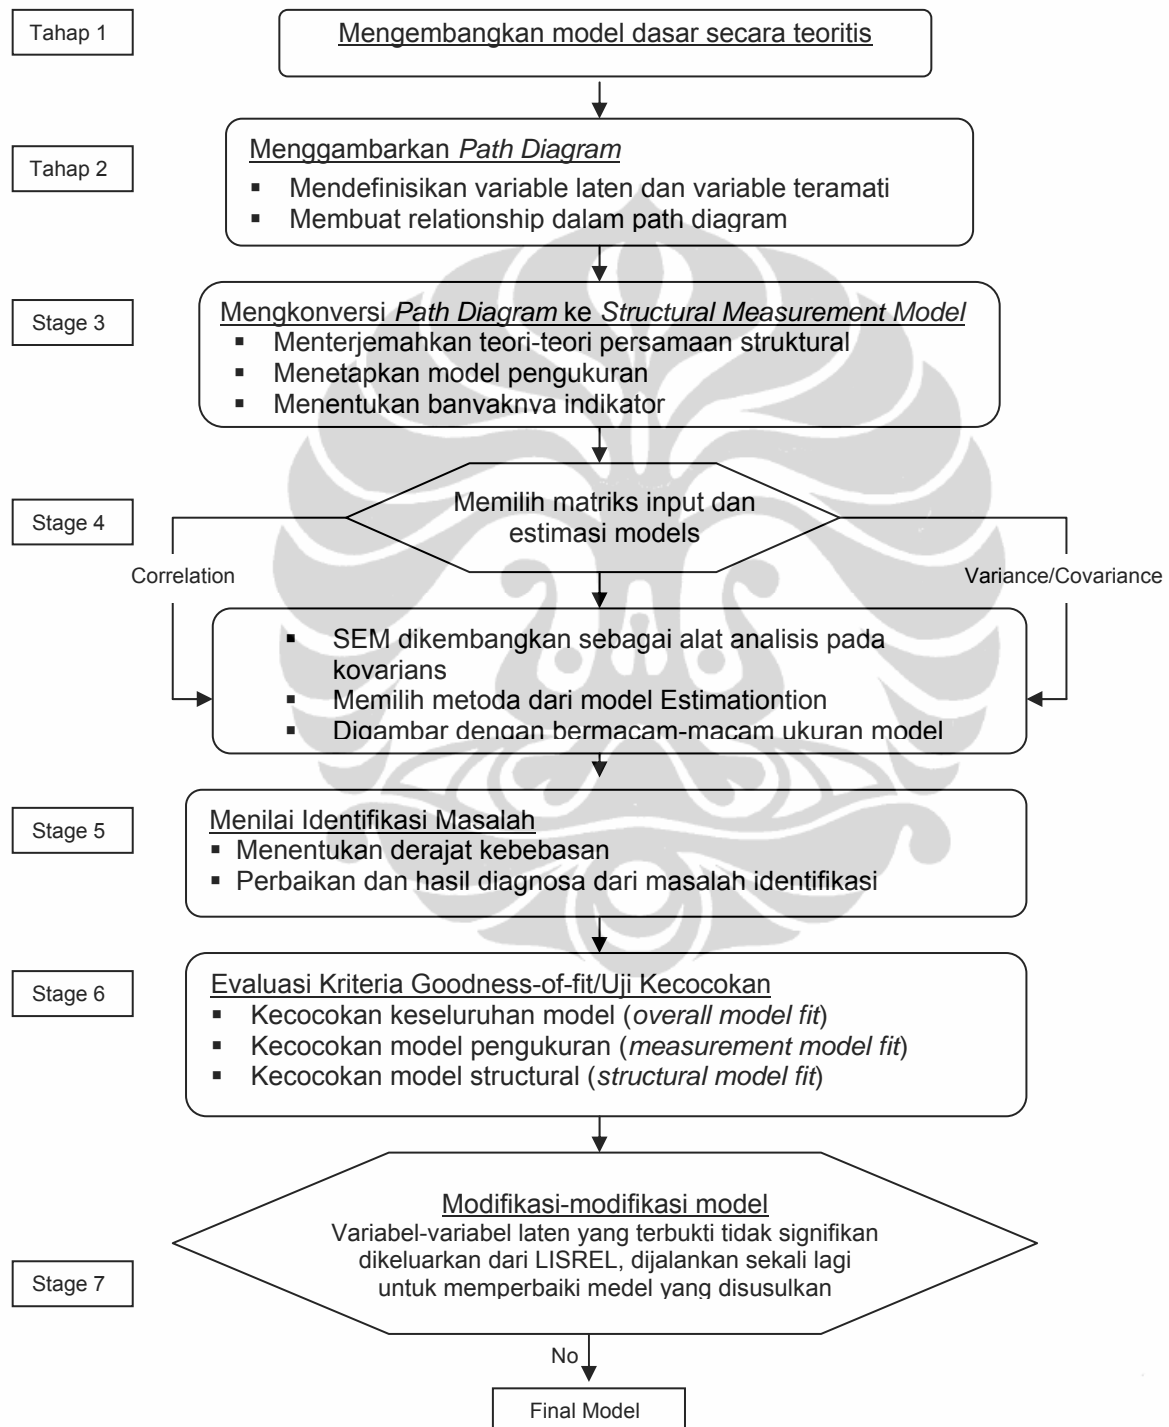 Tahap 1
Mengembangkan model dasar secara teoritis
Tahap 2
Menggambarkan Path Diagram
▪ Mendefinisikan variable laten dan variable teramati
▪ Membuat relationship dalam path diagram
Stage 3
Mengkonversi Path Diagram ke Structural Measurement Model
▪ Menterjemahkan teori-teori persamaan struktural
▪ Menetapkan model pengukuran
▪ Menentukan banyaknya indikator
Stage 4
Memilih matriks input dan
estimasi models
Correlation
Variance/Covariance
▪ SEM dikembangkan sebagai alat analisis pada
kovarians
▪ Memilih metoda dari model Estimationtion
▪ Digambar dengan bermacam-macam ukuran model
Stage 5
Menilai Identifikasi Masalah
▪ Menentukan derajat kebebasan
▪ Perbaikan dan hasil diagnosa dari masalah identifikasi
Stage 6
Evaluasi Kriteria Goodness-of-fit/Uji Kecocokan
▪ Kecocokan keseluruhan model (overall model fit)
▪ Kecocokan model pengukuran (measurement model fit)
▪ Kecocokan model structural (structural model fit)
Stage 7
Modifikasi-modifikasi model
Variabel-variabel laten yang terbukti tidak signifikan
dikeluarkan dari LISREL, dijalankan sekali lagi
untuk memperbaiki medel yang disusulkan
No
Final Model